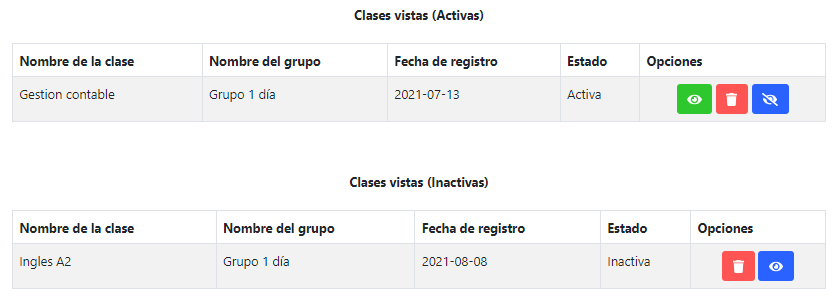 Clases vistas (Activas)
Nombre de la clase Nombre del grupo Fecha de registro Estado Opciones
Gestion contable Grupo 1 día 2021-07-13 Activa
Clases vistas (Inactivas)
Nombre de la clase Nombre del grupo Fecha de registro Estado Opciones
Ingles A2 Grupo 1 día 2021-08-08 Inactiva